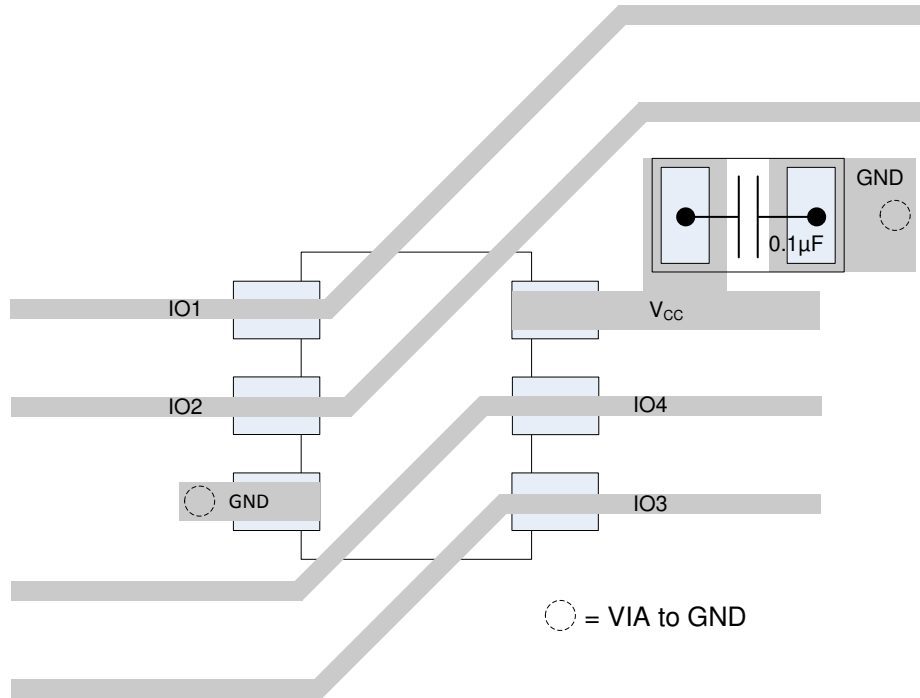 GND
0.1µF
IO1
VCC
IO2
IO4
GND
IO3
= VIA to GND